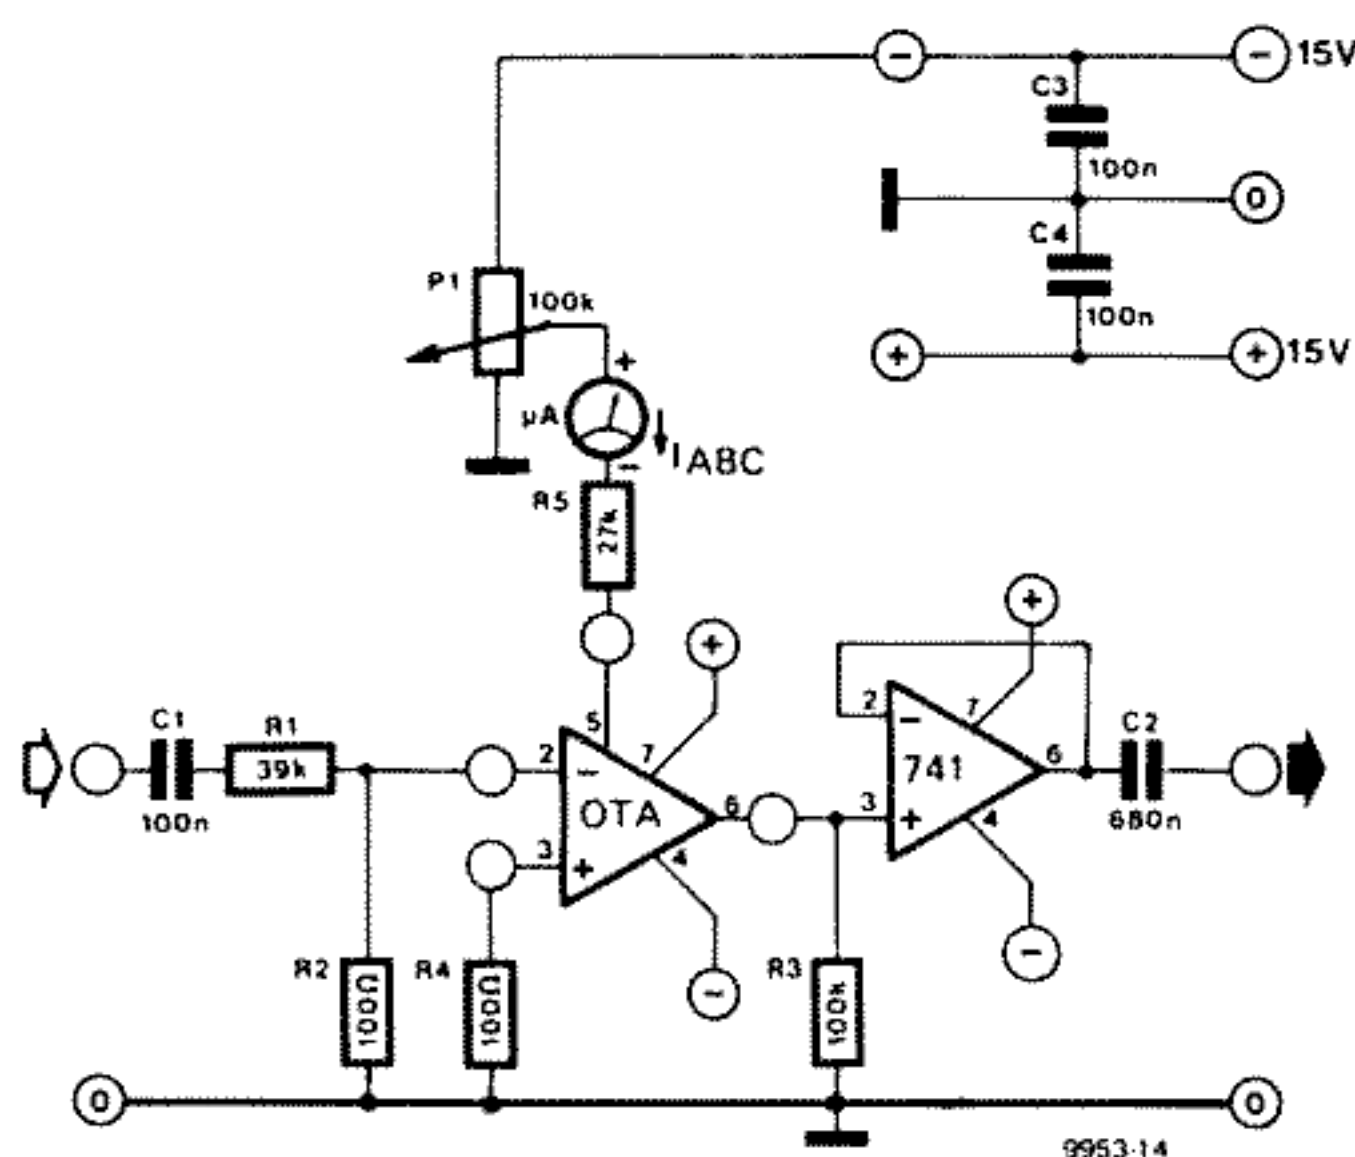 − − 15V
C3
100n
0
C4
100n
+ + 15V
P1
100k
+
µA
IABC
−
R5
27k
+
+
C1
100n
R1
39k
5
7
2
−
OTA
3
+
6
4
−
2
−
7
741
6
3
+
4
−
C2
680n
R2
100Ω
R4
100Ω
R3
100k
0
0
9953-14